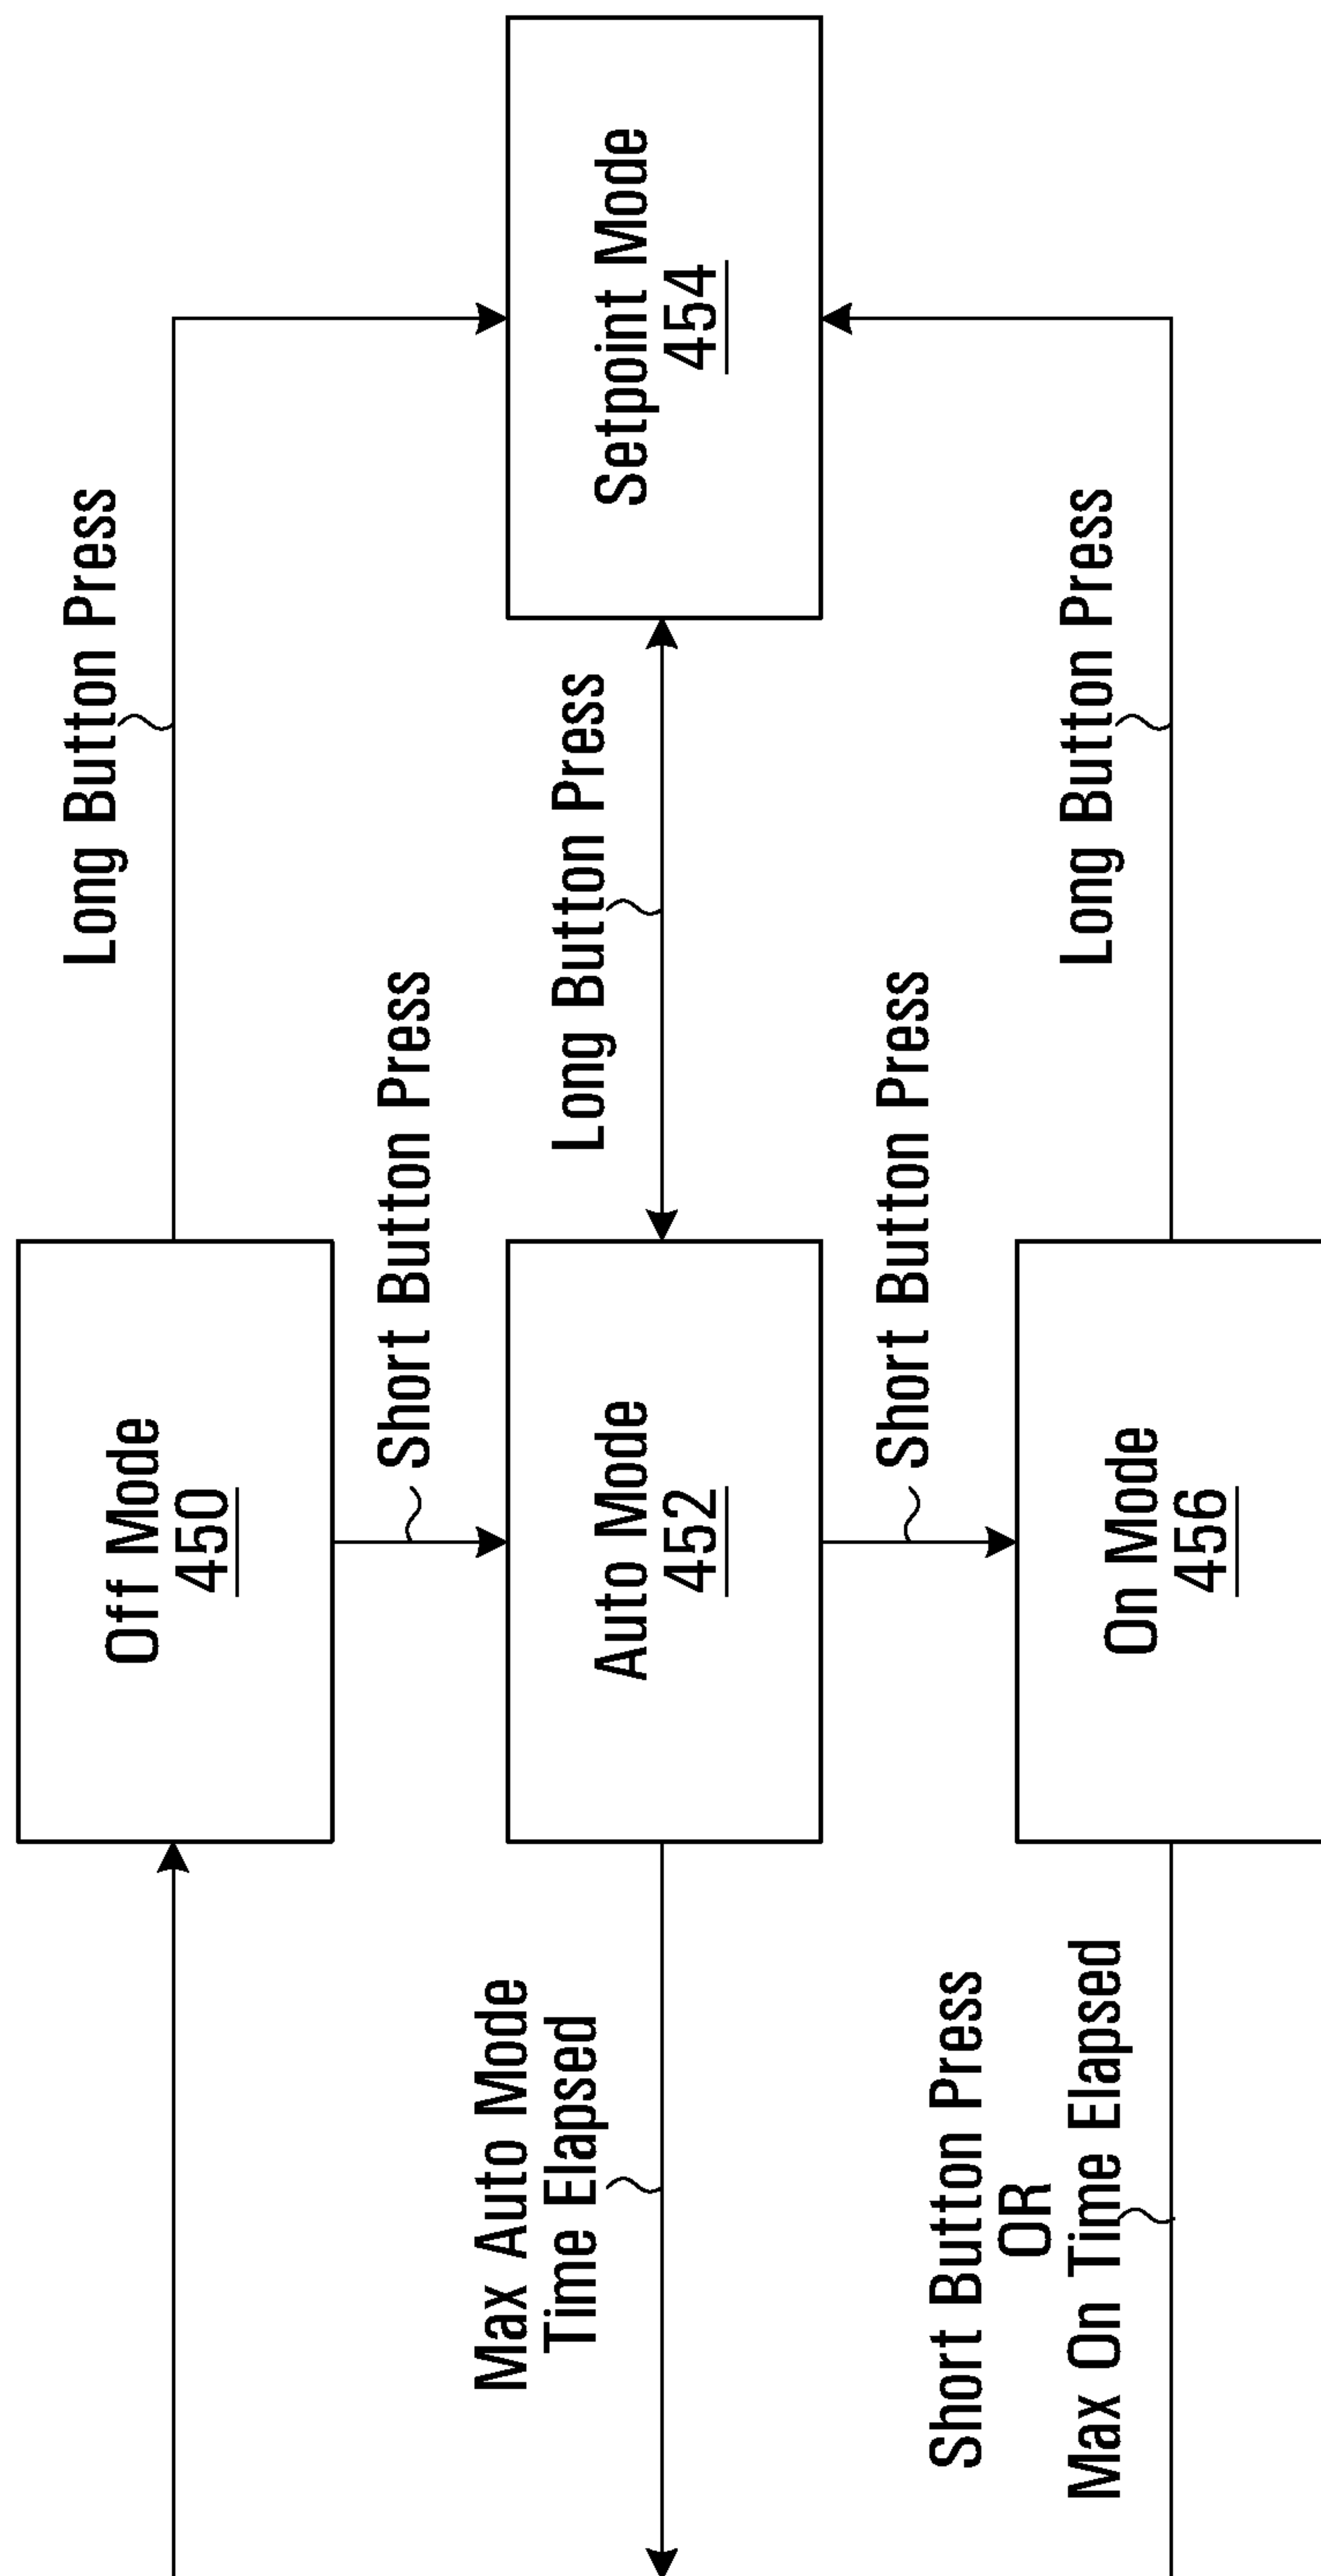 Off Mode
450
Long Button Press
Short Button Press
Max Auto Mode
Time Elapsed
Auto Mode
452
Long Button Press
Setpoint Mode
454
Short Button Press
Short Button Press
OR
Max On Time Elapsed
On Mode
456
Long Button Press